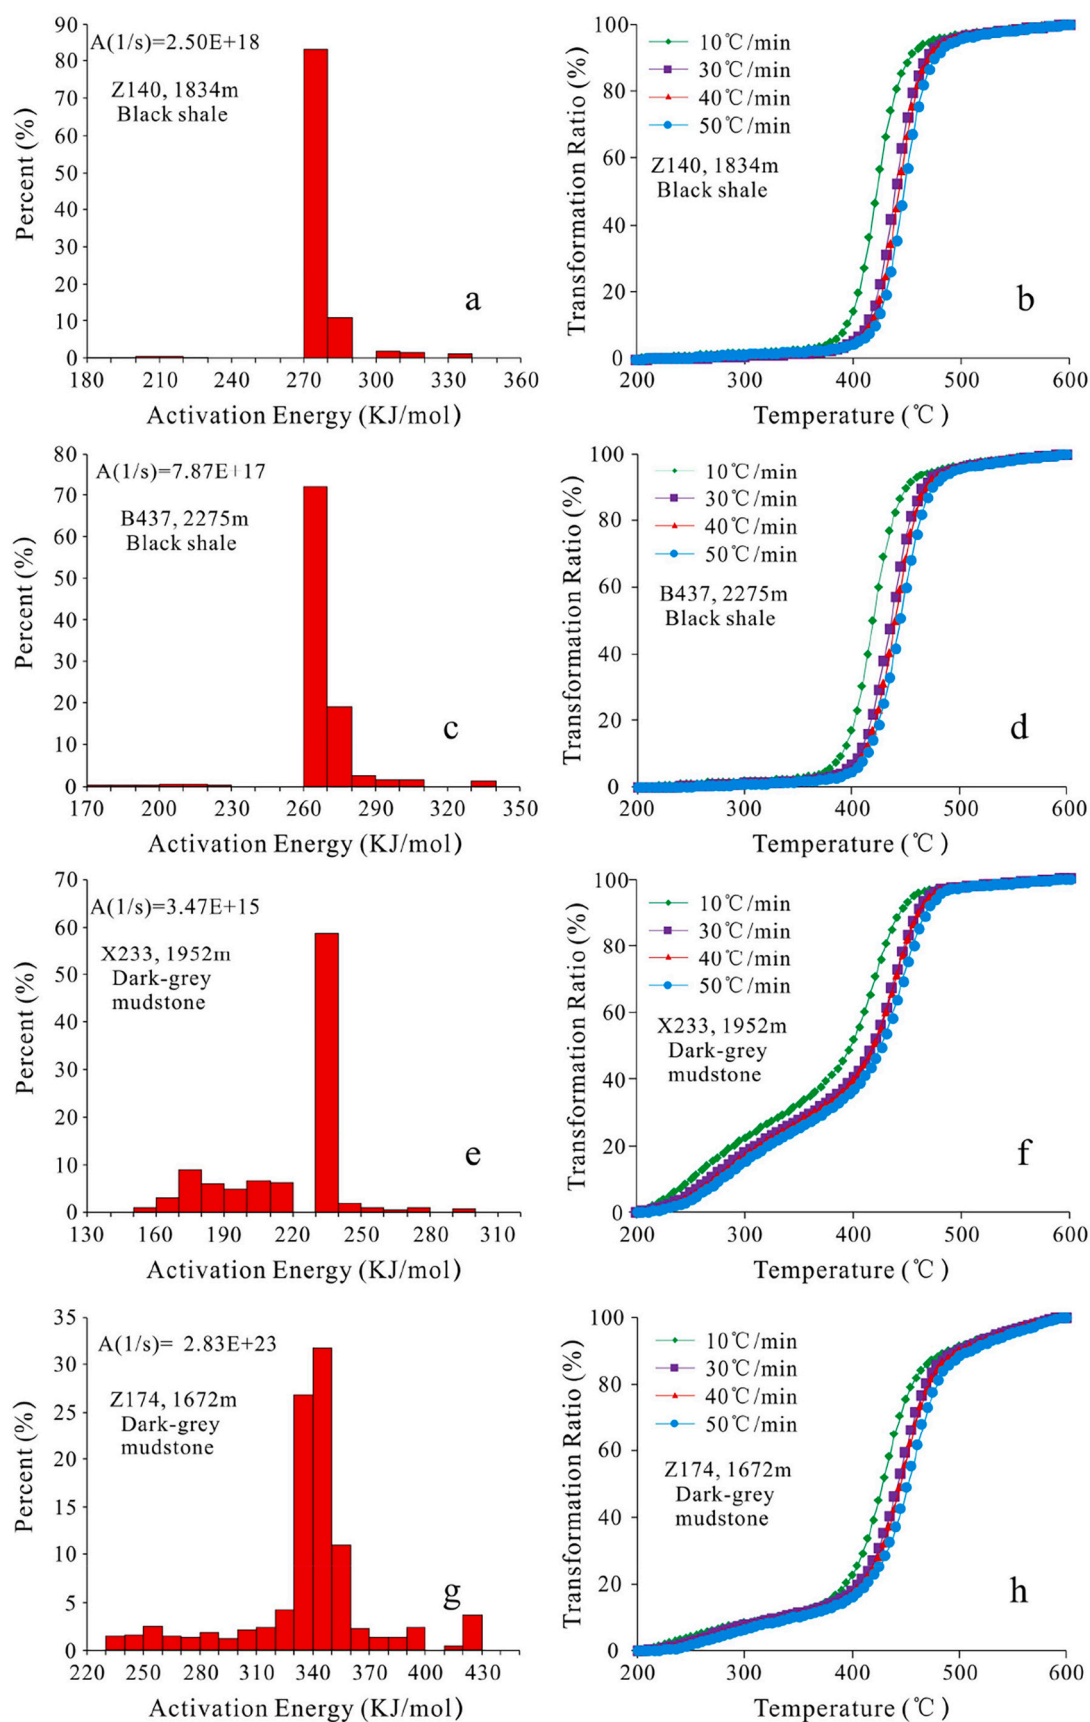 90
80
70
60
50
40
30
20
10
0
Percent (%)
A(1/s)=2.50E+18
Z140, 1834m
Black shale
a
180 210 240 270 300 330 360
Activation Energy (KJ/mol)
100
80
60
40
20
0
Transformation Ratio (%)
10℃/min
30℃/min
40℃/min
50℃/min
Z140, 1834m
Black shale
b
200 300 400 500 600
Temperature (℃)
80
70
60
50
40
30
20
10
0
Percent (%)
A(1/s)=7.87E+17
B437, 2275m
Black shale
c
170 200 230 260 290 320 350
Activation Energy (KJ/mol)
100
80
60
40
20
0
Transformation Ratio (%)
10℃/min
30℃/min
40℃/min
50℃/min
B437, 2275m
Black shale
d
200 300 400 500 600
Temperature (℃)
70
60
50
40
30
20
10
0
Percent (%)
A(1/s)=3.47E+15
X233, 1952m
Dark-grey
mudstone
e
130 160 190 220 250 280 310
Activation Energy (KJ/mol)
100
80
60
40
20
0
Transformation Ratio (%)
10℃/min
30℃/min
40℃/min
50℃/min
X233, 1952m
Dark-grey
mudstone
f
200 300 400 500 600
Temperature (℃)
35
30
25
20
15
10
5
0
Percent (%)
A(1/s)= 2.83E+23
Z174, 1672m
Dark-grey
mudstone
g
220 250 280 310 340 370 400 430
Activation Energy (KJ/mol)
100
80
60
40
20
0
Transformation Ratio (%)
10℃/min
30℃/min
40℃/min
50℃/min
Z174, 1672m
Dark-grey
mudstone
h
200 300 400 500 600
Temperature (℃)